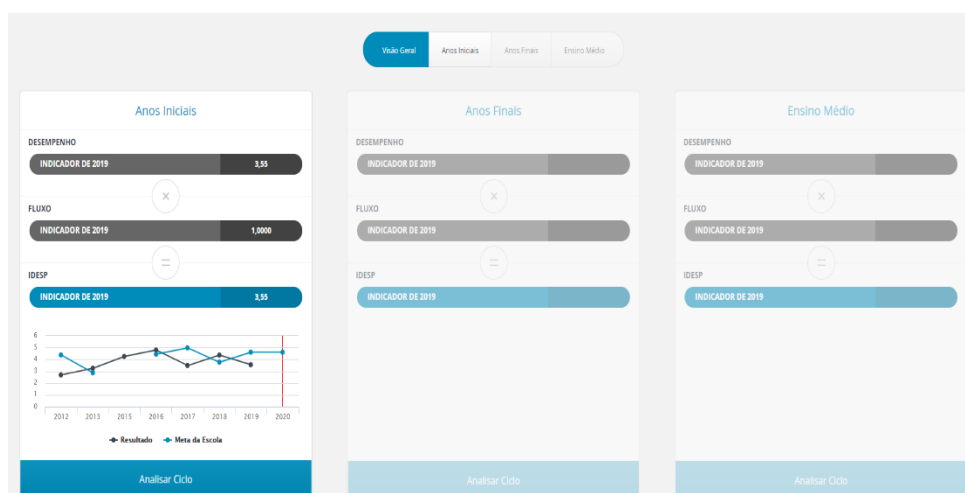 Visão Geral Anos Iniciais Anos Finais Ensino Médio
Anos Iniciais
DESEMPENHO
INDICADOR DE 2019 3,55
x
FLUXO
INDICADOR DE 2019 1,0000
=
IDESP
INDICADOR DE 2019 3,55
6
5
4
3
2
1
0
2012 2013 2015 2016 2017 2018 2019 2020
Resultado Meta da Escola
Analisar Ciclo
Anos Finais
DESEMPENHO
INDICADOR DE 2019
x
FLUXO
INDICADOR DE 2019
=
IDESP
INDICADOR DE 2019
Analisar Ciclo
Ensino Médio
DESEMPENHO
INDICADOR DE 2019
x
FLUXO
INDICADOR DE 2019
=
IDESP
INDICADOR DE 2019
Analisar Ciclo